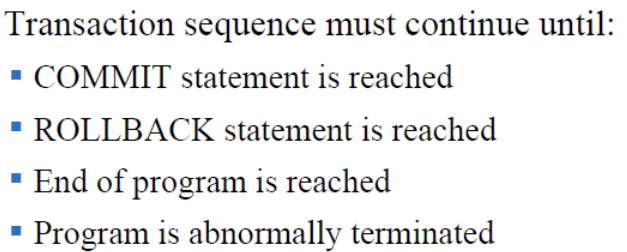 Transaction sequence must continue until:
▪ COMMIT statement is reached
▪ ROLLBACK statement is reached
▪ End of program is reached
▪ Program is abnormally terminated